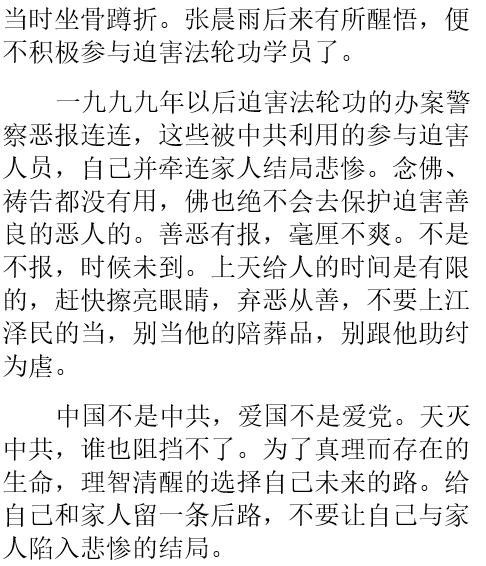 当时坐骨蹲折。张晨雨后来有所醒悟，便
不积极参与迫害法轮功学员了。
一九九九年以后迫害法轮功的办案警
察恶报连连，这些被中共利用的参与迫害
人员，自己并牵连家人结局悲惨。念佛、
祷告都没有用，佛也绝不会去保护迫害善
良的恶人的。善恶有报，毫厘不爽。不是
不报，时候未到。上天给人的时间是有限
的，赶快擦亮眼睛，弃恶从善，不要上江
泽民的当，别当他的陪葬品，别跟他助纣
为虐。
中国不是中共，爱国不是爱党。天灭
中共，谁也阻挡不了。为了真理而存在的
生命，理智清醒的选择自己未来的路。给
自己和家人留一条后路，不要让自己与家
人陷入悲惨的结局。